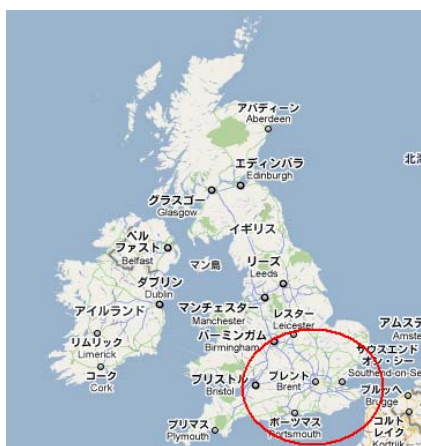 アバディーン
Aberdeen
北海
エディンバラ
Edinburgh
グラスゴー
Glasgow
イギリス
ベル
ファスト
Belfast
マン島
リーズ
Leeds
ダブリン
Dublin
アイルランド
マンチェスター
Manchester
レスター
Leicester
アムステ
Amste
リムリック
Limerick
バーミンガム
Birmingham
サウスエンド
オン・シー
Southend-on-Se
コーク
Cork
ブレント
Brent
ブリストル
Bristol
ブルッヘ
Brugge
ポーツマス
Portsmouth
コルト
レイク
Kortrijk
プリマス
Plymouth